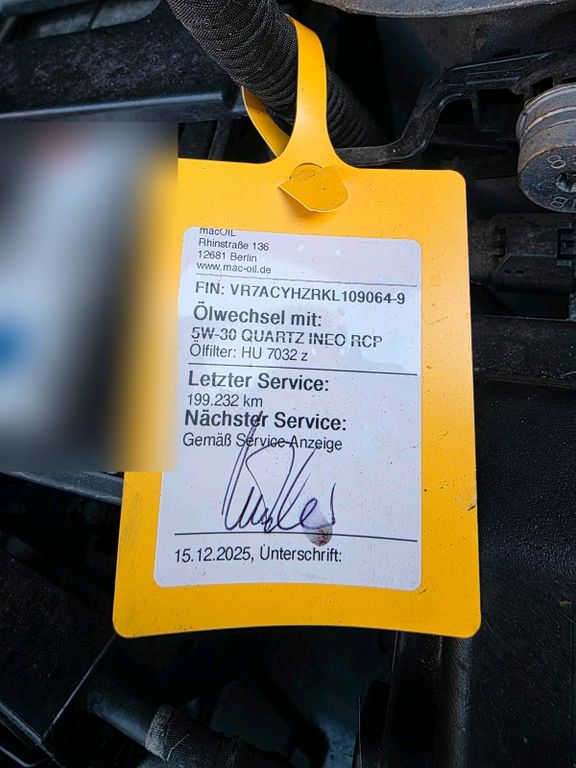 macOIL
Rhinstraße 136
12681 Berlin
www.mac-oil.de
FIN: VR7ACYHZRKL109064-9
Ölwechsel mit:
5W-30 QUARTZ INEO RCP
Ölfilter: HU 7032 z
Letzter Service:
199.232 km
Nächster Service:
Gemäß Service-Anzeige
15.12.2025, Unterschrift: